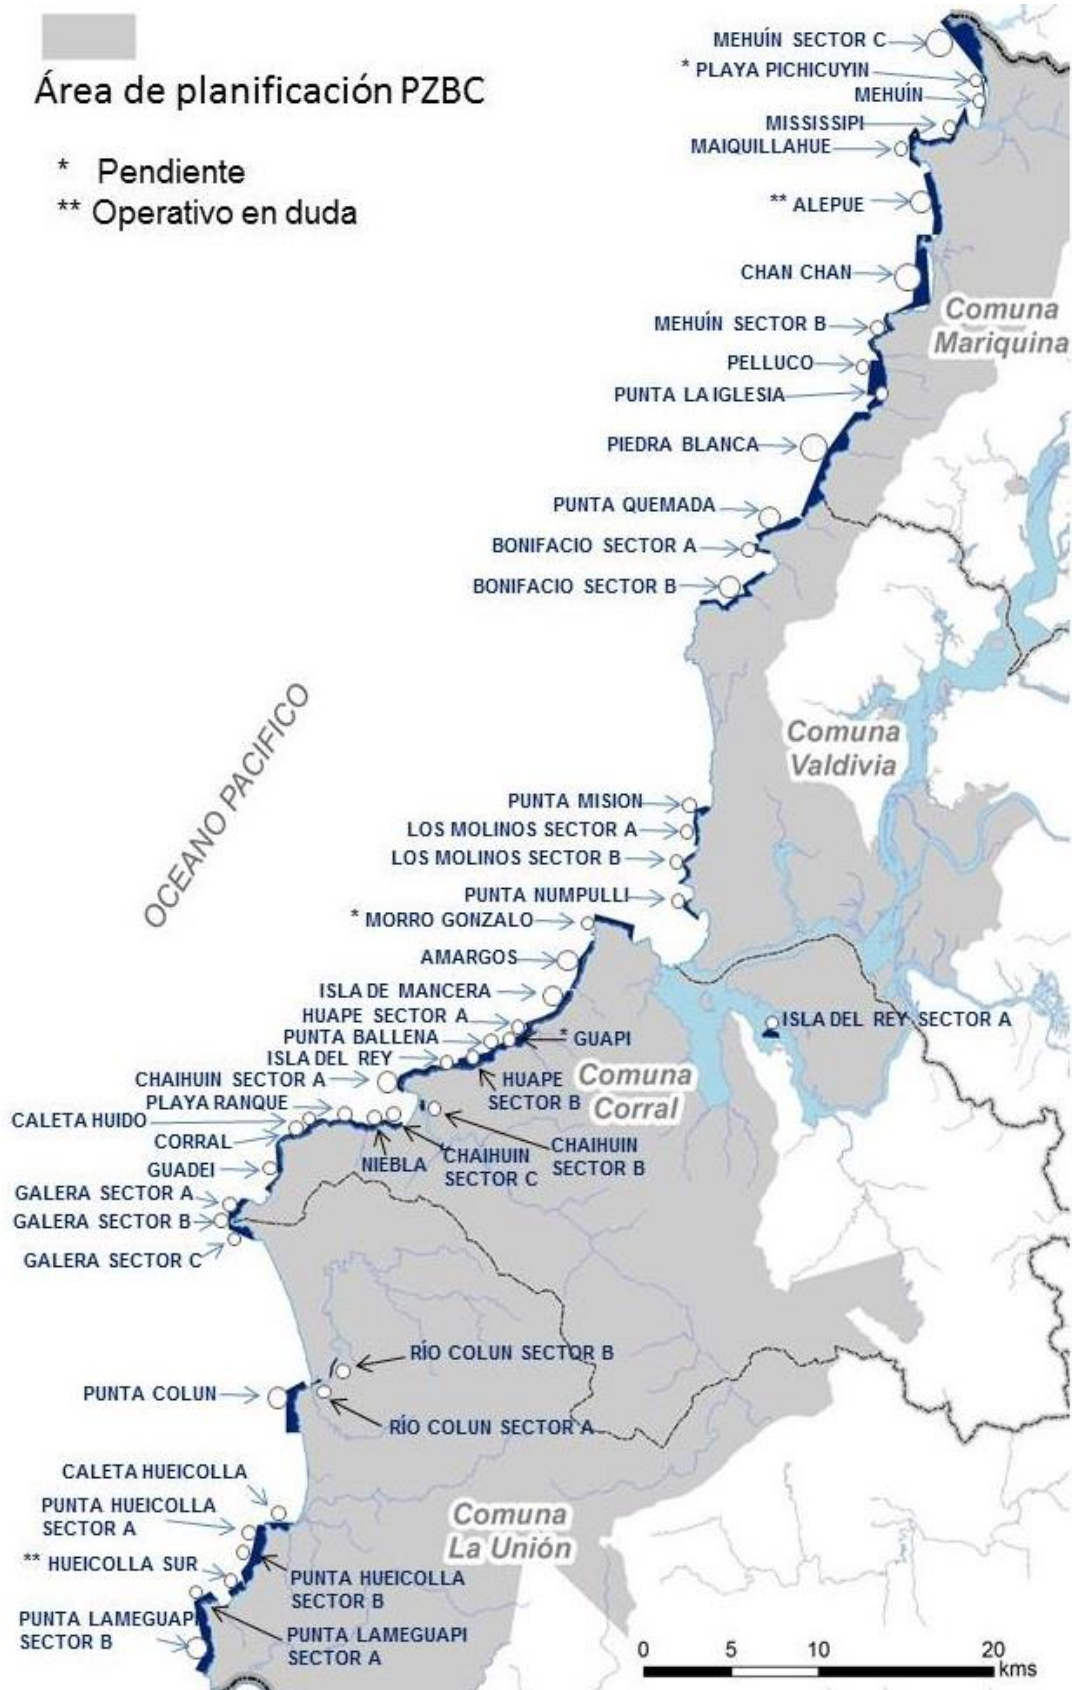 Área de planificación PZBC
* Pendiente
** Operativo en duda
MEHUÍN SECTOR C
* PLAYA PICHICUYIN
MEHUÍN
MISSISSIPI
MAIQUILLAHUE
** ALEPUE
CHAN CHAN
Comuna
Mariquina
MEHUÍN SECTOR B
PELLUCO
PUNTA LA IGLESIA
PIEDRA BLANCA
PUNTA QUEMADA
BONIFACIO SECTOR A
BONIFACIO SECTOR B
OCEANO PACIFICO
Comuna
Valdivia
PUNTA MISION
LOS MOLINOS SECTOR A
LOS MOLINOS SECTOR B
PUNTA NUMPULLI
* MORRO GONZALO
AMARGOS
ISLA DE MANCERA
HUAPE SECTOR A
PUNTA BALLENA
* GUAPI
ISLA DEL REY SECTOR A
ISLA DEL REY
CHAIHUIN SECTOR A
HUAPE
SECTOR B
Comuna
Corral
PLAYA RANQUE
CALETA HUIDO
CORRAL
NIEBLA
CHAIHUIN
SECTOR C
CHAIHUIN
SECTOR B
GUADEI
GALERA SECTOR A
GALERA SECTOR B
GALERA SECTOR C
RÍO COLUN SECTOR B
PUNTA COLUN
RÍO COLUN SECTOR A
CALETA HUEICOLLA
PUNTA HUEICOLLA
SECTOR A
Comuna
La Unión
** HUEICOLLA SUR
PUNTA HUEICOLLA
SECTOR B
PUNTA LAMEGUAPI
SECTOR B
PUNTA LAMEGUAPI
SECTOR A
0 5 10 20
kms